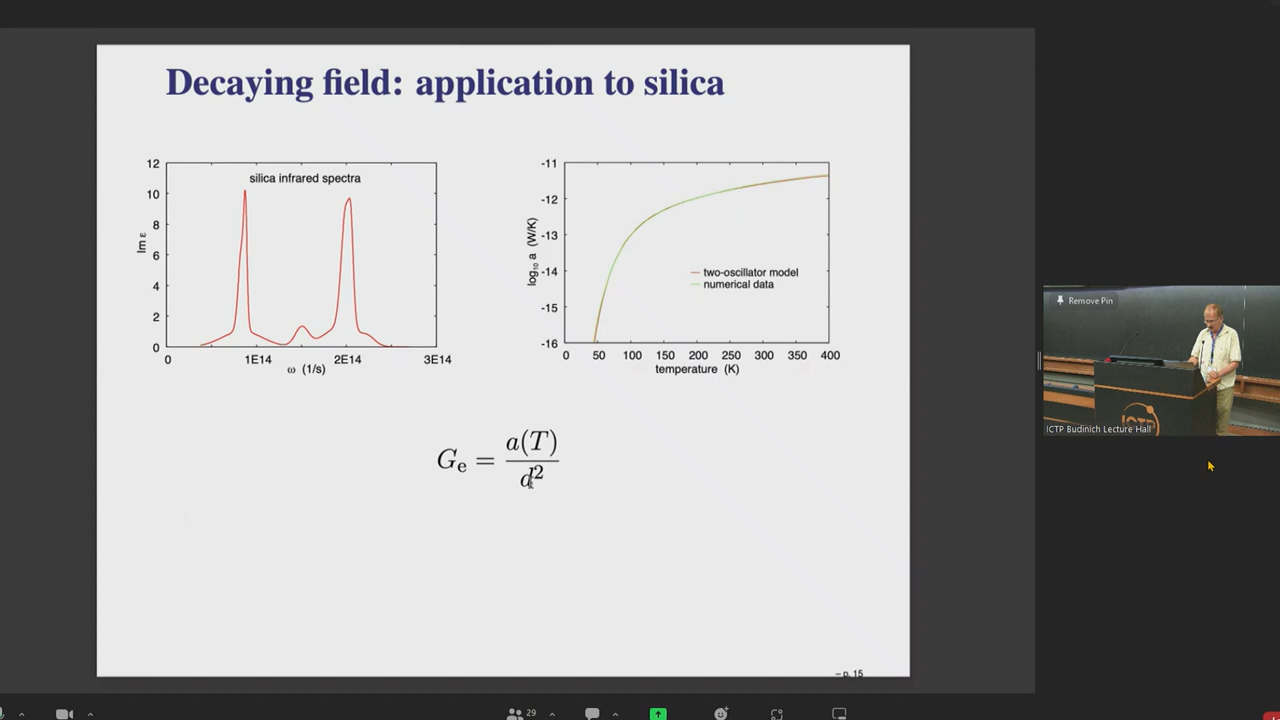 Decaying field: application to silica
12
10
8
6
4
2
0
Im ε
silica infrared spectra
0
1E14
2E14
3E14
ω (1/s)
-11
-12
-13
-14
-15
-16
log10 a (W/K)
two-oscillator model
numerical data
0
50
100
150
200
250
300
350
400
temperature (K)
Ge = a(T) / d²
– p. 15
Remove Pin
ICTP
ICTP Budinich Lecture Hall
29